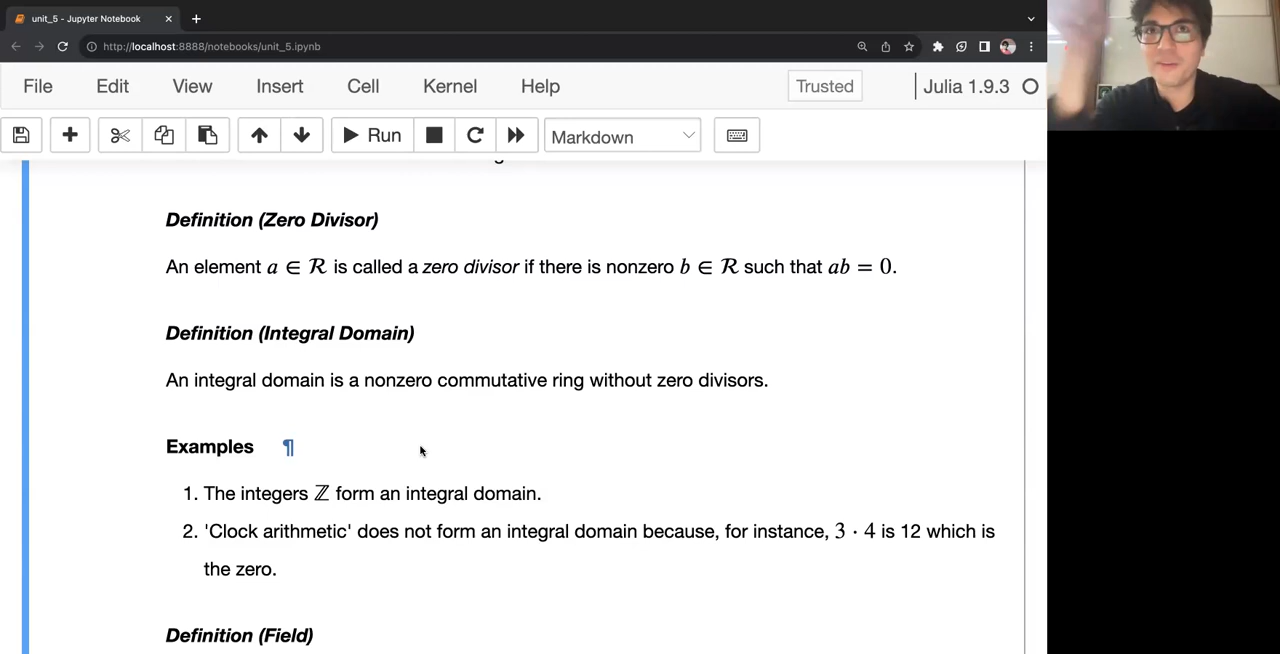 unit_5 - Jupyter Notebook
http://localhost:8888/notebooks/unit_5.ipynb
File Edit View Insert Cell Kernel Help Trusted Julia 1.9.3
Run Markdown
Definition (Zero Divisor)
An element a ∈ ℛ is called a zero divisor if there is nonzero b ∈ ℛ such that ab = 0.
Definition (Integral Domain)
An integral domain is a nonzero commutative ring without zero divisors.
Examples ¶
1. The integers ℤ form an integral domain.
2. 'Clock arithmetic' does not form an integral domain because, for instance, 3 · 4 is 12 which is
the zero.
Definition (Field)